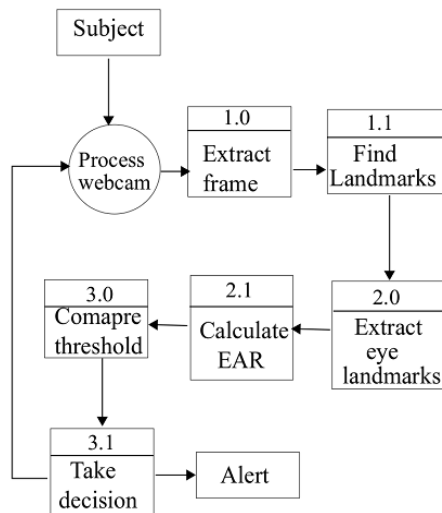 Subject
Process
webcam
1.0
Extract
frame
1.1
Find
Landmarks
2.0
Extract
eye
landmarks
2.1
Calculate
EAR
3.0
Comapre
threshold
3.1
Take
decision
Alert